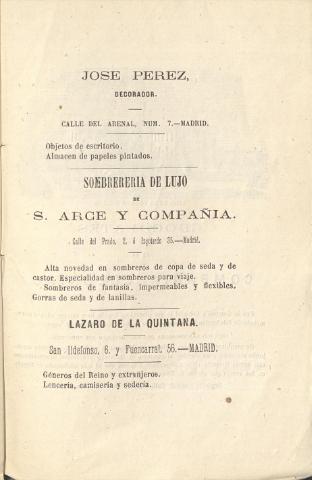 JOSE PEREZ,
DECORADOR.
CALLE DEL ARENAL, NUM. 7.—MADRID.
Objetos de escritorio.
Almacen de papeles pintados.
SOMBRERERIA DE LUJO
DE
S. ARCE Y COMPAÑIA.
Calle del Prado, 2, é 35.—Madrid.
Alta novedad en sombreros de copa de seda y de
castor. Especialidad en sombreros para viaje.
Sombreros de fantasía, impermeables y flexibles,
Gorras de seda y de lanillas.
LAZARO DE LA QUINTANA.
San Ildefonso, 6. y Fuencarral, 56.—MADRID.
Géneros del Reino y extranjeros.
Lencería, camisería y sedería.